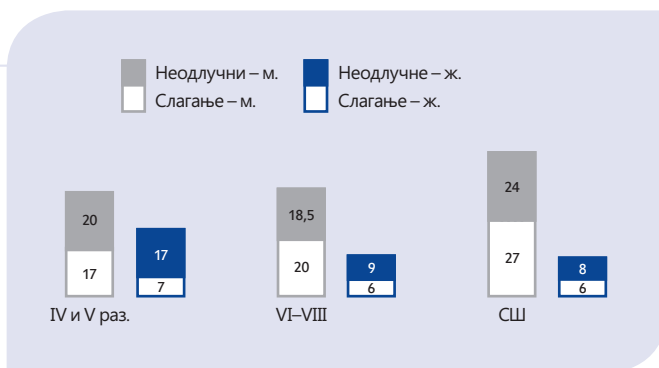 Неодлучни – м. Неодлучне – ж.
Слагање – м. Слагање – ж.
20 17 18,5 9 24 8
17 7 20 6 27 6
IV и V раз. VI–VIII СШ